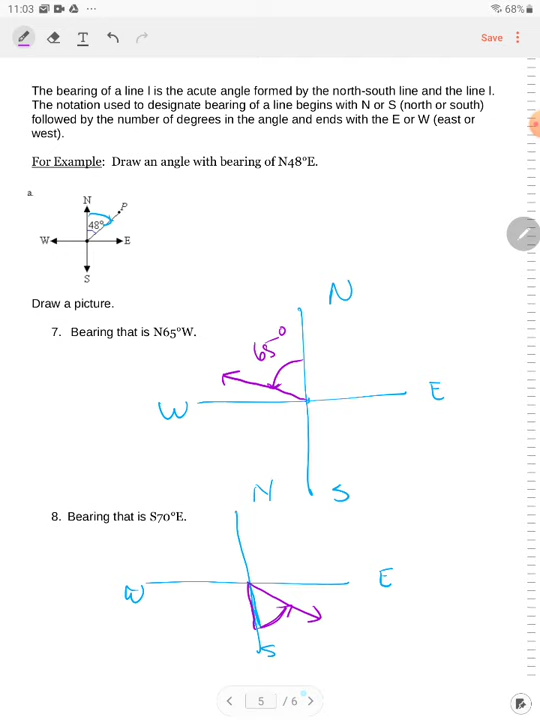 11:03 68%
Save
The bearing of a line l is the acute angle formed by the north-south line and the line l.
The notation used to designate bearing of a line begins with N or S (north or south)
followed by the number of degrees in the angle and ends with the E or W (east or
west).
For Example: Draw an angle with bearing of N48°E.
a.
N
P
48°
W
E
S
Draw a picture.
N
7. Bearing that is N65°W.
65°
W
E
N
S
8. Bearing that is S70°E.
W
E
S
5 / 6